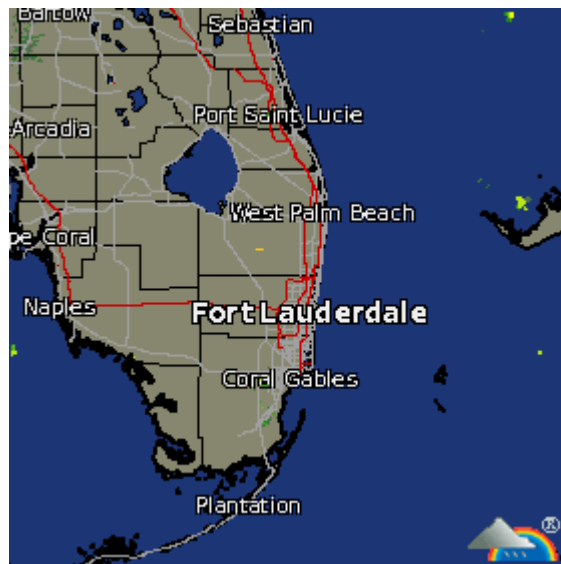 Bartow
Sebastian
Port Saint Lucie
Arcadia
West Palm Beach
pe Coral
Naples
Fort Lauderdale
Coral Gables
Plantation
®